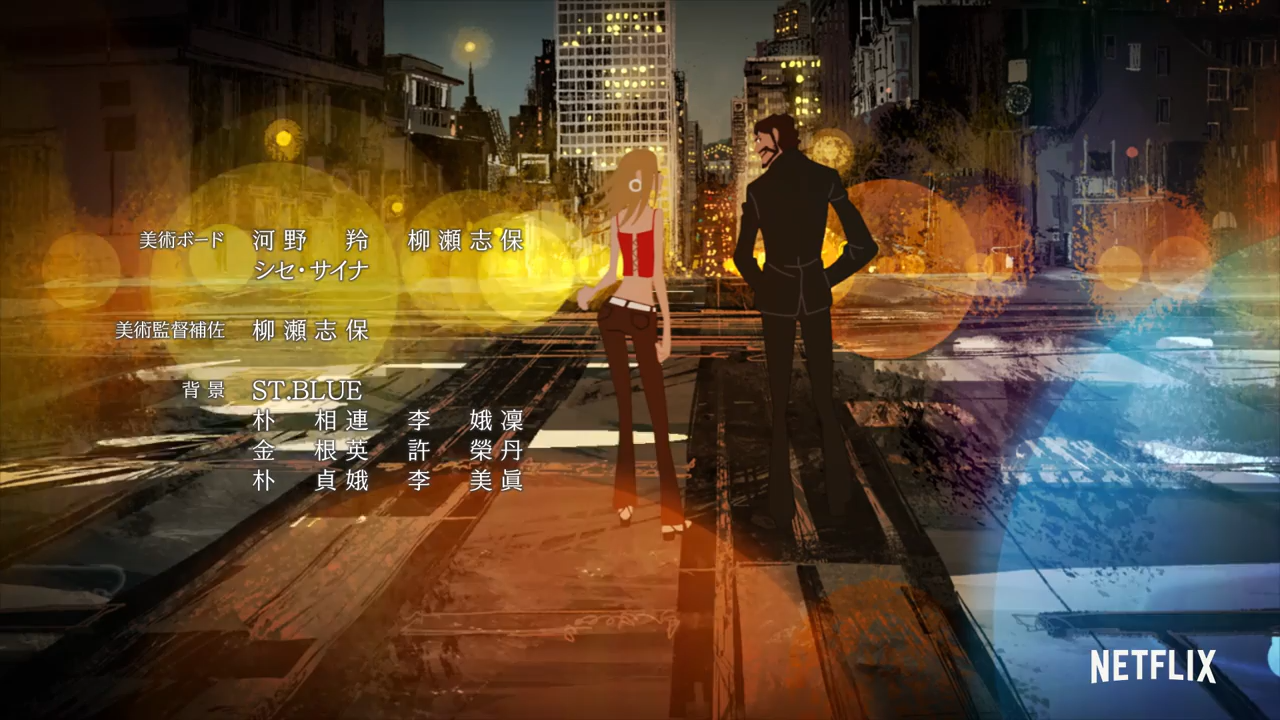 美術ボード 河野 羚 柳瀬志保
シセ・サイナ
美術監督補佐 柳瀬志保
背景 ST.BLUE
朴 相連 李 娥凜
金 根英 許 榮丹
朴 貞娥 李 美眞
NETFLIX